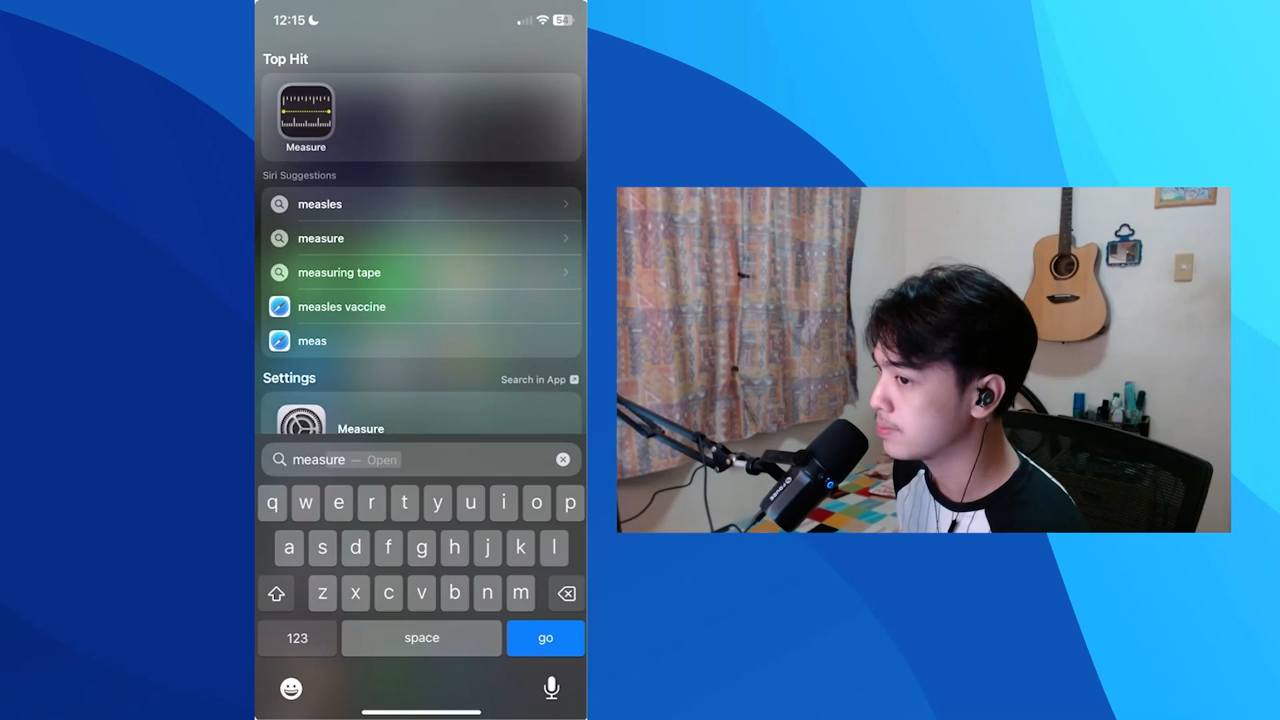 12:15
54
Top Hit
Measure
Siri Suggestions
measles
measure
measuring tape
measles vaccine
meas
Settings
Search in App
Measure
measure — Open
q w e r t y u i o p
a s d f g h j k l
z x c v b n m
123 space go